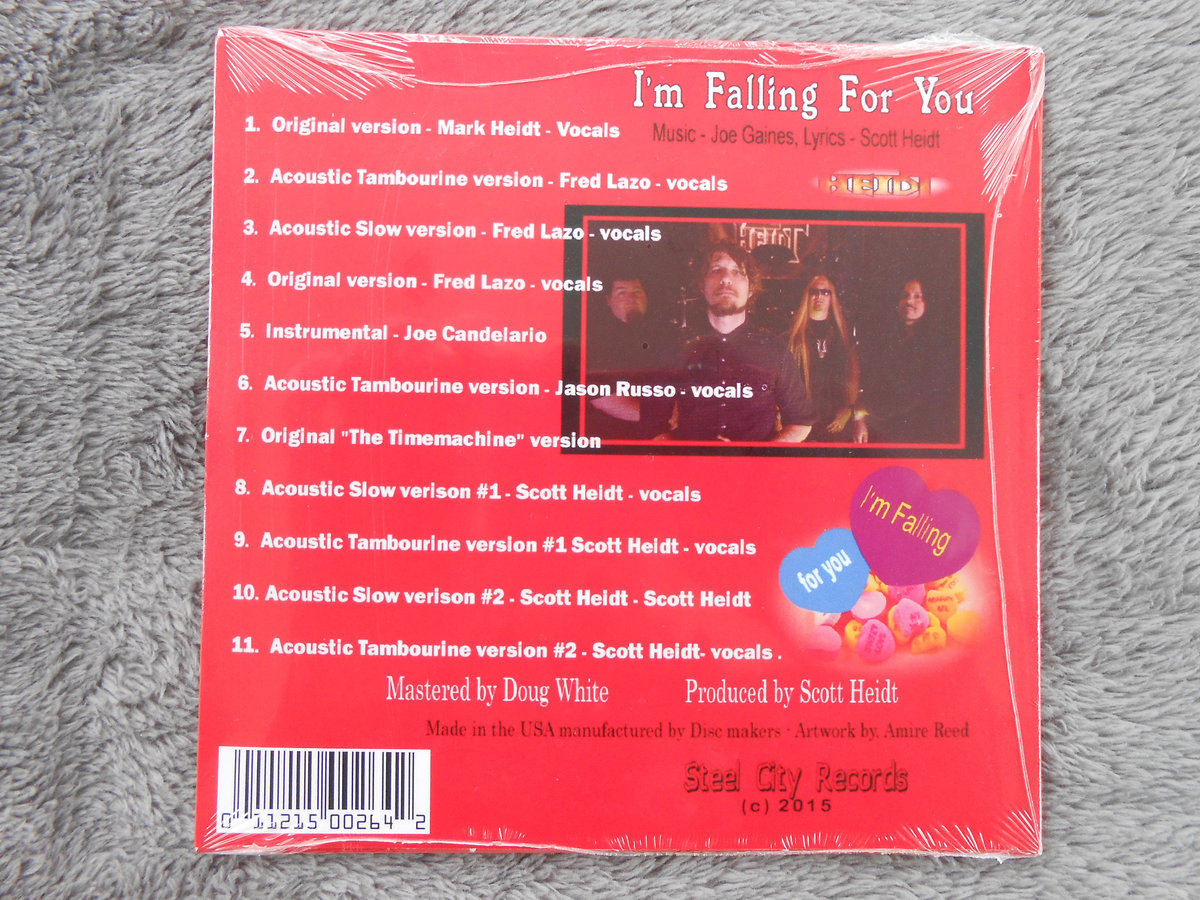 I'm Falling For You
Music - Joe Gaines, Lyrics - Scott Heidt
HEIDT
1. Original version - Mark Heidt - Vocals
2. Acoustic Tambourine version - Fred Lazo - vocals
3. Acoustic Slow version - Fred Lazo - vocals
4. Original version - Fred Lazo - vocals
5. Instrumental - Joe Candelario
6. Acoustic Tambourine version - Jason Russo - vocals
7. Original "The Timemachine" version
8. Acoustic Slow verison #1 - Scott Heidt - vocals
9. Acoustic Tambourine version #1 Scott Heidt - vocals
10. Acoustic Slow verison #2 - Scott Heidt - Scott Heidt
11. Acoustic Tambourine version #2 - Scott Heidt- vocals .
HEIDT
I'm Falling
for you
Mastered by Doug White
Produced by Scott Heidt
Made in the USA manufactured by Disc makers · Artwork by, Amire Reed
Steel City Records
(c) 2015
0 11215 00264 2